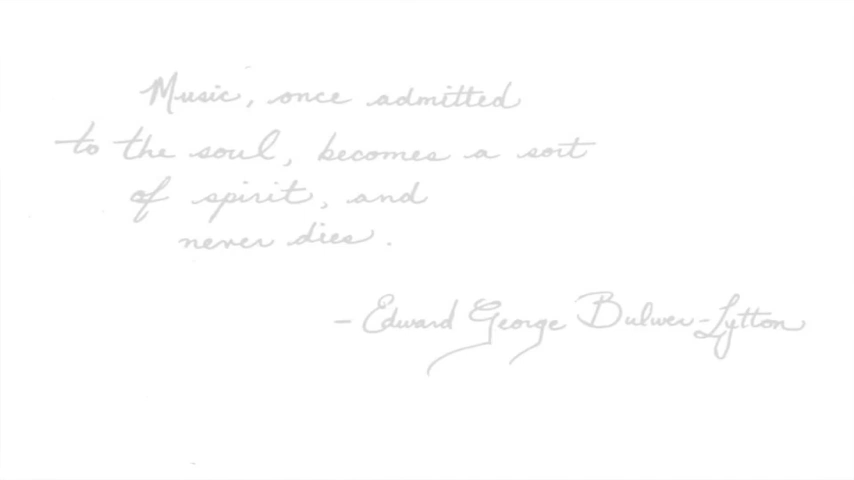 Music, once admitted
to the soul, becomes a sort
of spirit, and
never dies.
- Edward George Bulwer-Lytton